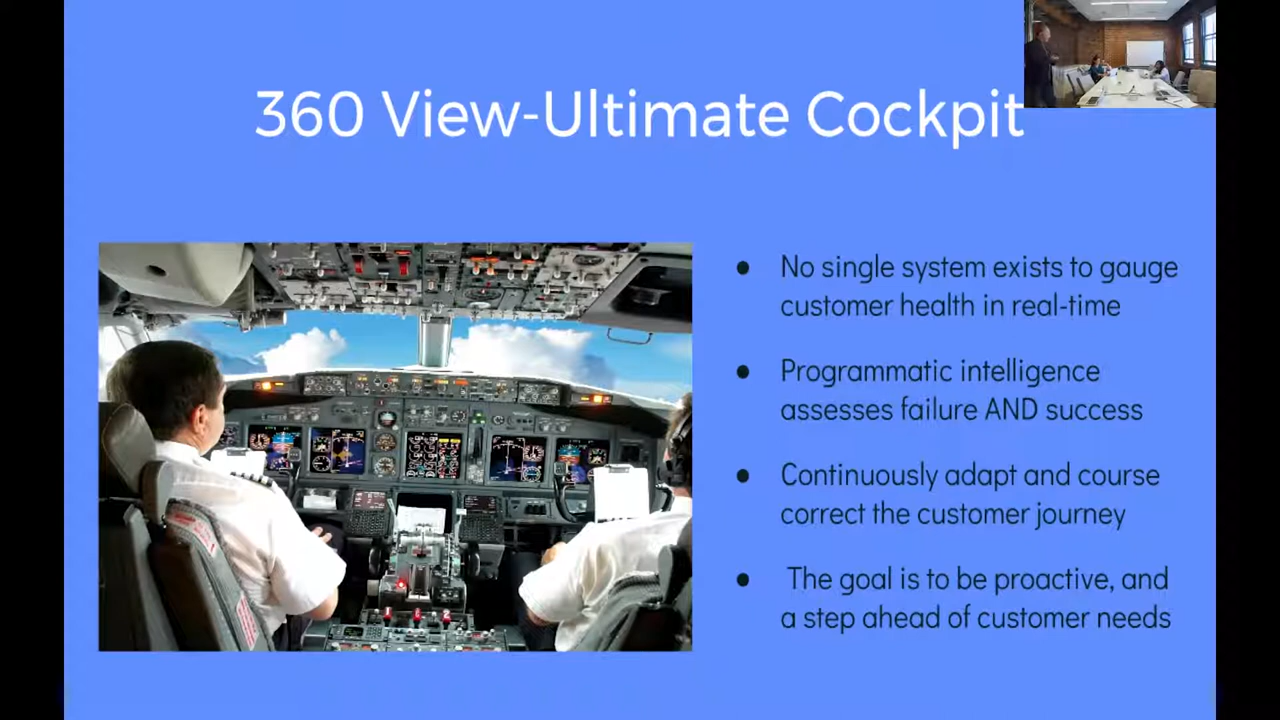 360 View-Ultimate Cockpit
● No single system exists to gauge
customer health in real-time
● Programmatic intelligence
assesses failure AND success
● Continuously adapt and course
correct the customer journey
● The goal is to be proactive, and
a step ahead of customer needs